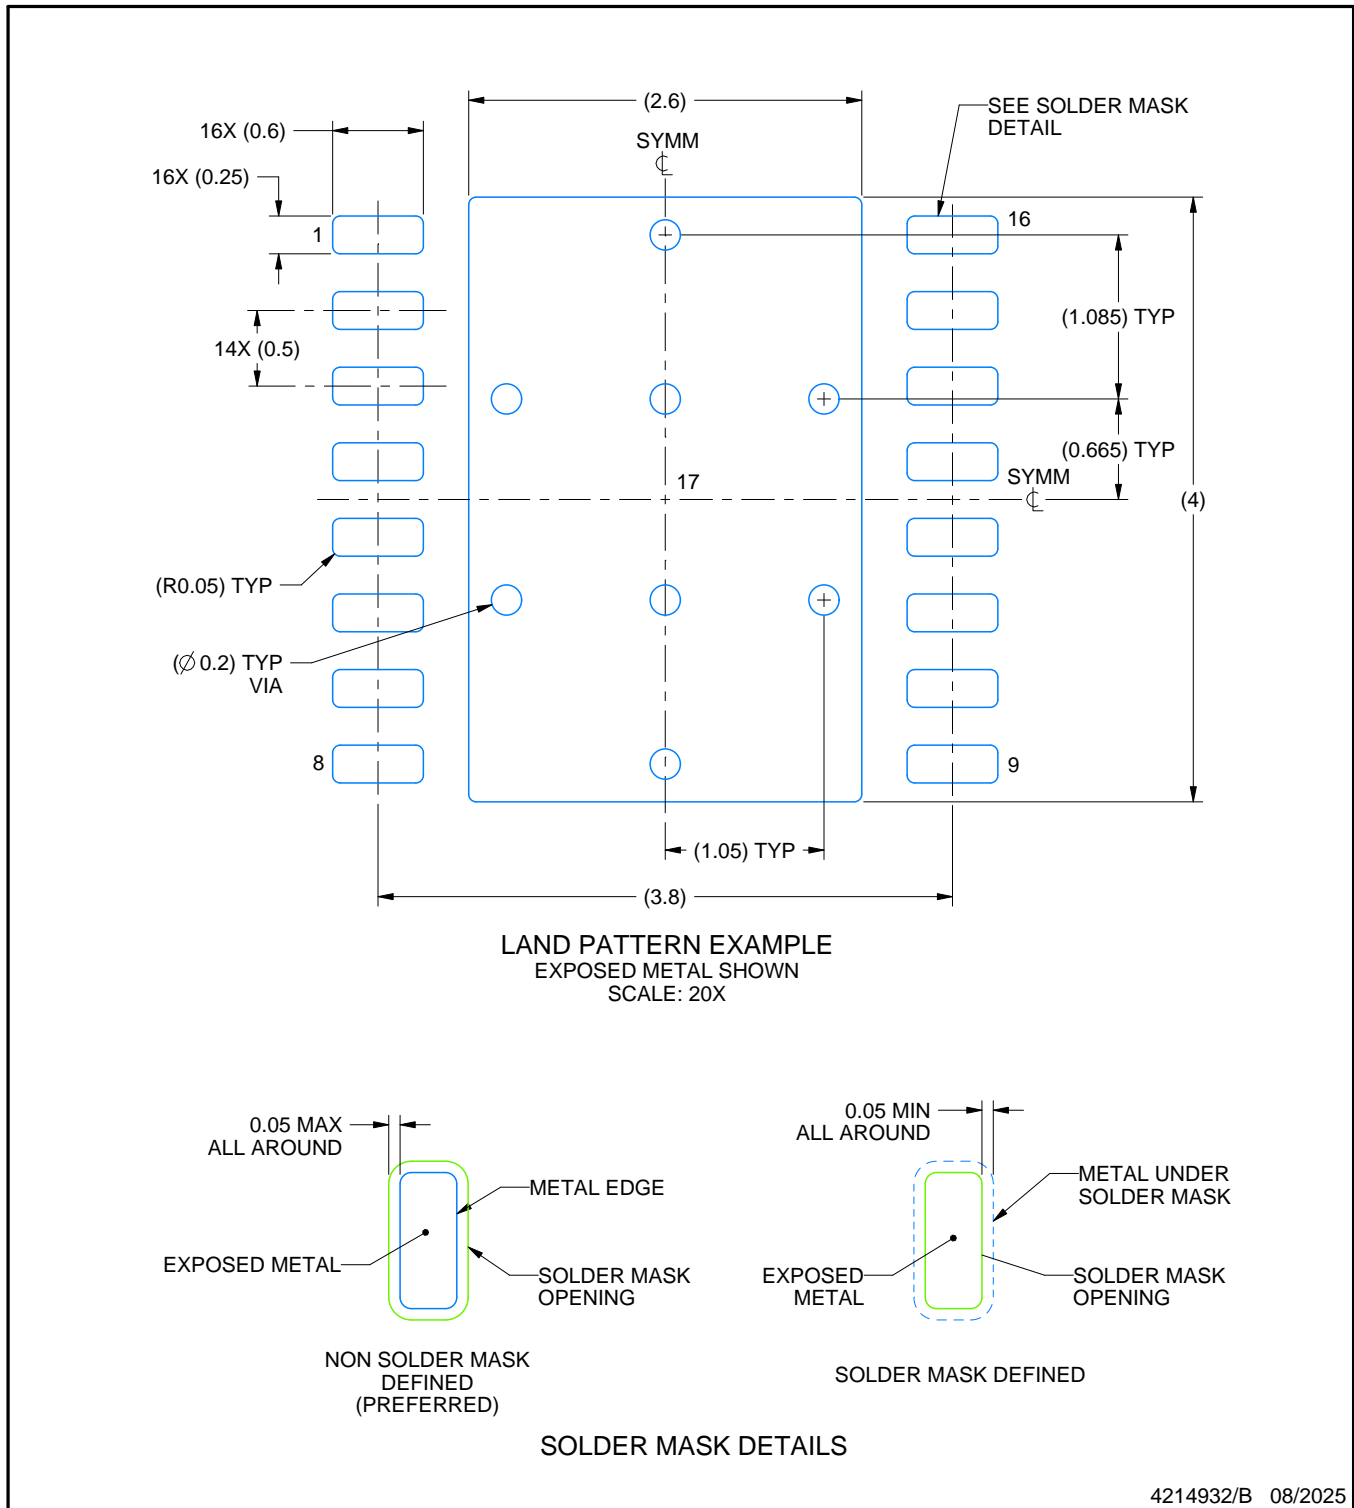 (2.6)
SEE SOLDER MASK
DETAIL
16X (0.6)
SYMM
16X (0.25)
1
16
(1.085) TYP
14X (0.5)
(0.665) TYP
SYMM
17
(4)
(R0.05) TYP
(Ø 0.2) TYP
VIA
8
9
(1.05) TYP
(3.8)
LAND PATTERN EXAMPLE
EXPOSED METAL SHOWN
SCALE: 20X
0.05 MAX
ALL AROUND
METAL EDGE
EXPOSED METAL
SOLDER MASK
OPENING
NON SOLDER MASK
DEFINED
(PREFERRED)
0.05 MIN
ALL AROUND
METAL UNDER
SOLDER MASK
EXPOSED
METAL
SOLDER MASK
OPENING
SOLDER MASK DEFINED
SOLDER MASK DETAILS
4214932/B 08/2025